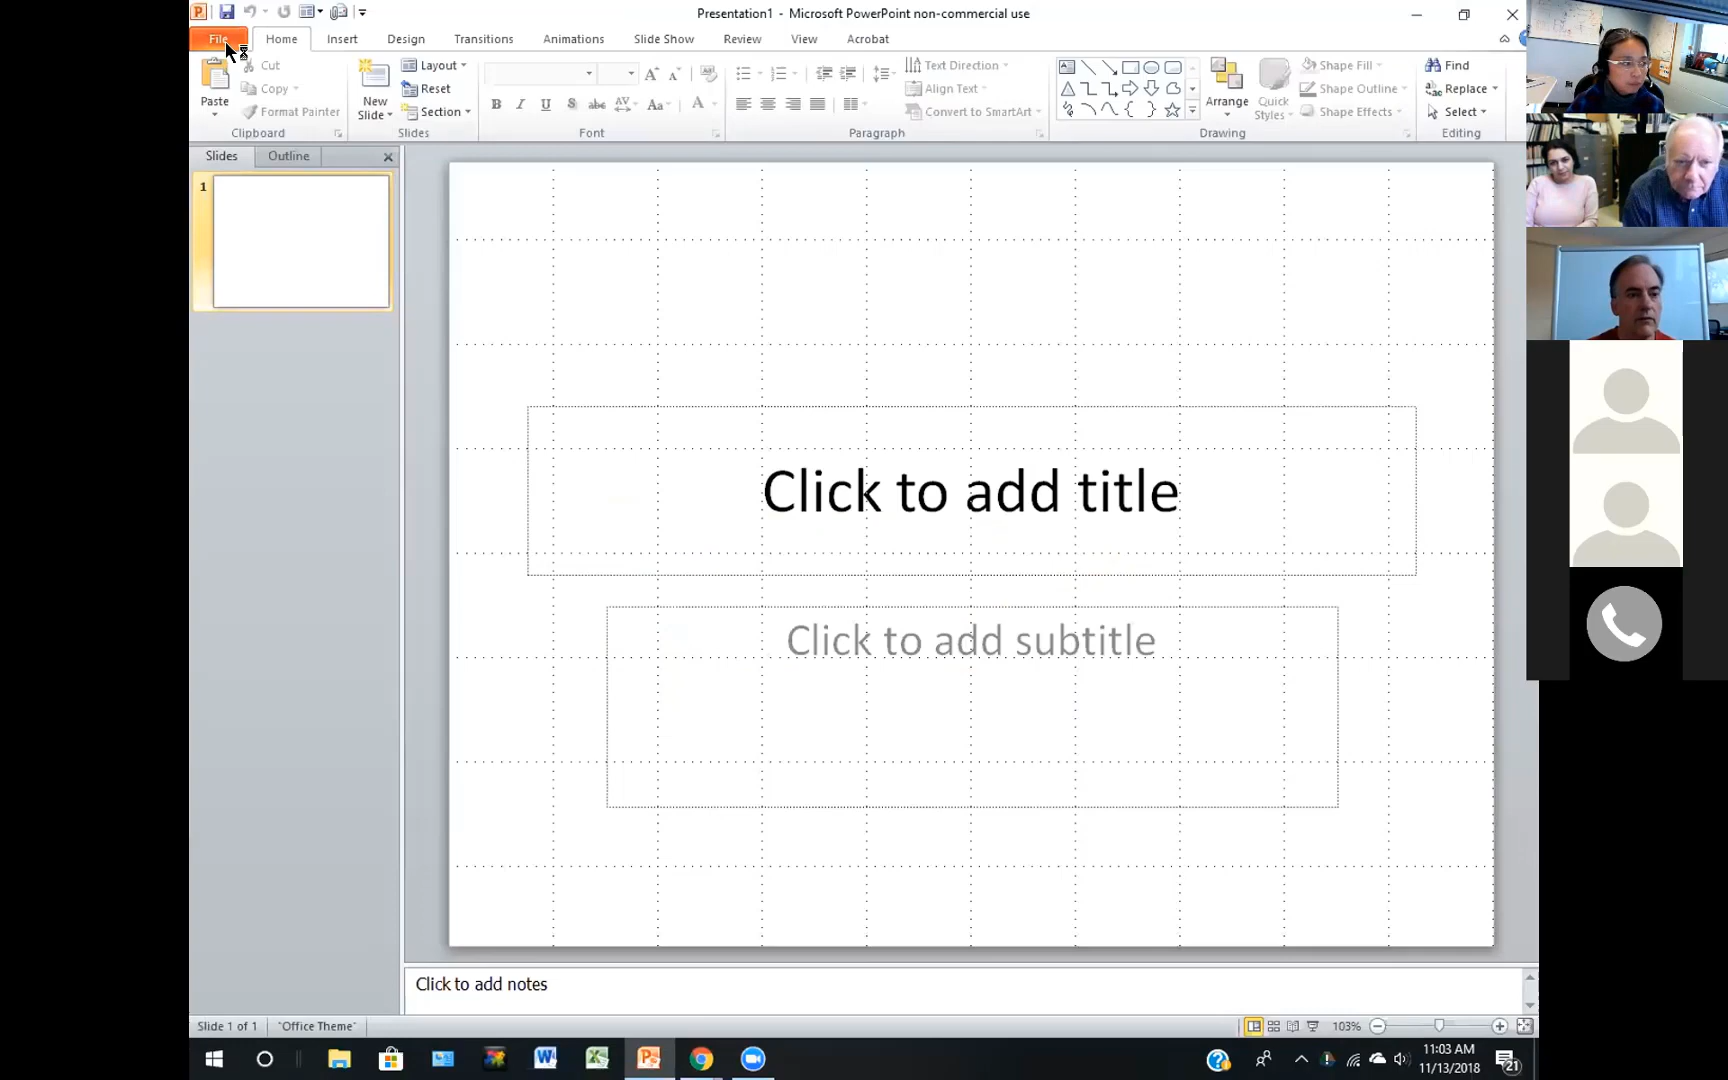 Presentation1 - Microsoft PowerPoint non-commercial use
File Home Insert Design Transitions Animations Slide Show Review View Acrobat
Paste
Cut
Copy
Format Painter
Clipboard
New
Slide
Layout
Reset
Section
Slides
B I U S abc AV Aa A
Font
Text Direction
Align Text
Convert to SmartArt
Paragraph
Arrange
Quick
Styles
Shape Fill
Shape Outline
Shape Effects
Drawing
Find
Replace
Select
Editing
Slides Outline
1
Click to add title
Click to add subtitle
Click to add notes
Slide 1 of 1 "Office Theme" 103%
11:03 AM
11/13/2018
21